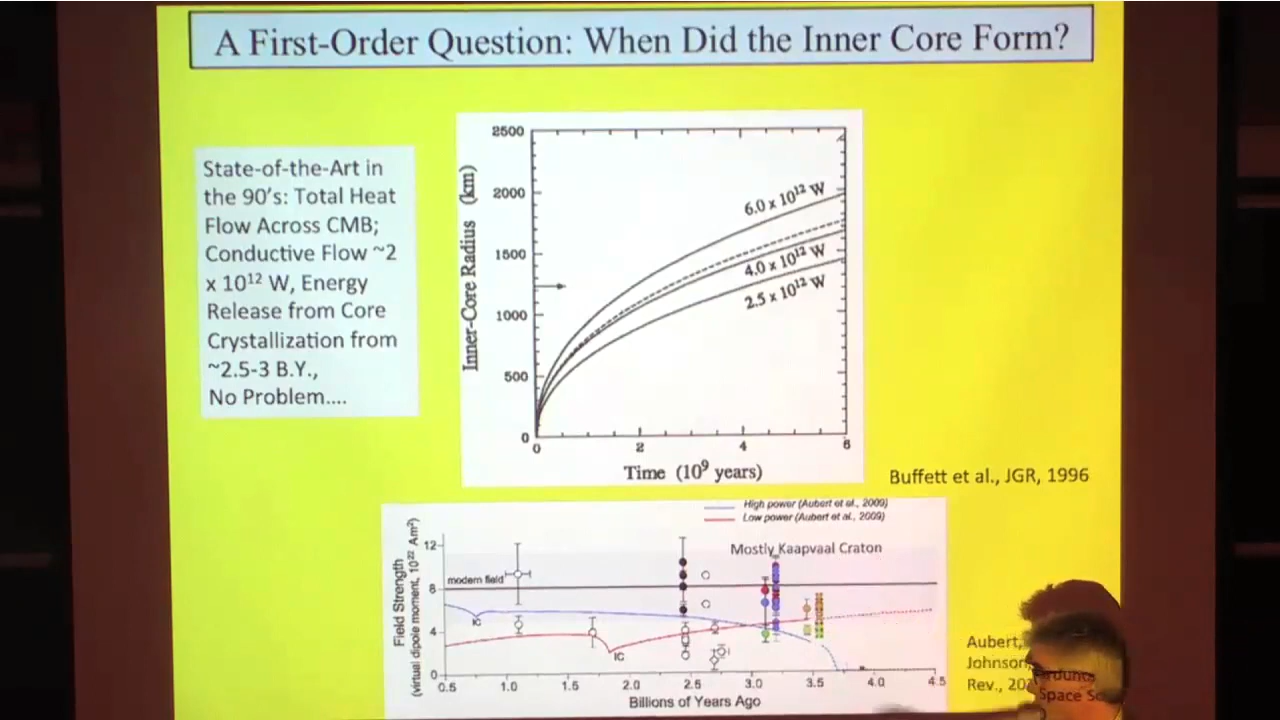 A First-Order Question: When Did the Inner Core Form?
State-of-the-Art in
the 90's: Total Heat
Flow Across CMB;
Conductive Flow ~2
x 10¹² W, Energy
Release from Core
Crystallization from
~2.5-3 B.Y.,
No Problem....
Inner-Core Radius (km)
2500
2000
1500
1000
500
0
6.0 x 10¹² W
4.0 x 10¹² W
2.5 x 10¹² W
0 2 4 6
Time (10⁹ years)
Buffett et al., JGR, 1996
High power (Aubert et al., 2009)
Low power (Aubert et al., 2009)
Mostly Kaapvaal Craton
Field Strength
(virtual dipole moment, 10²² Am²)
12
8
4
0
modern field
IC
IC
0.5 1.0 1.5 2.0 2.5 3.0 3.5 4.0 4.5
Billions of Years Ago
Aubert,
Johnson,
Rev., 20
Space Sc